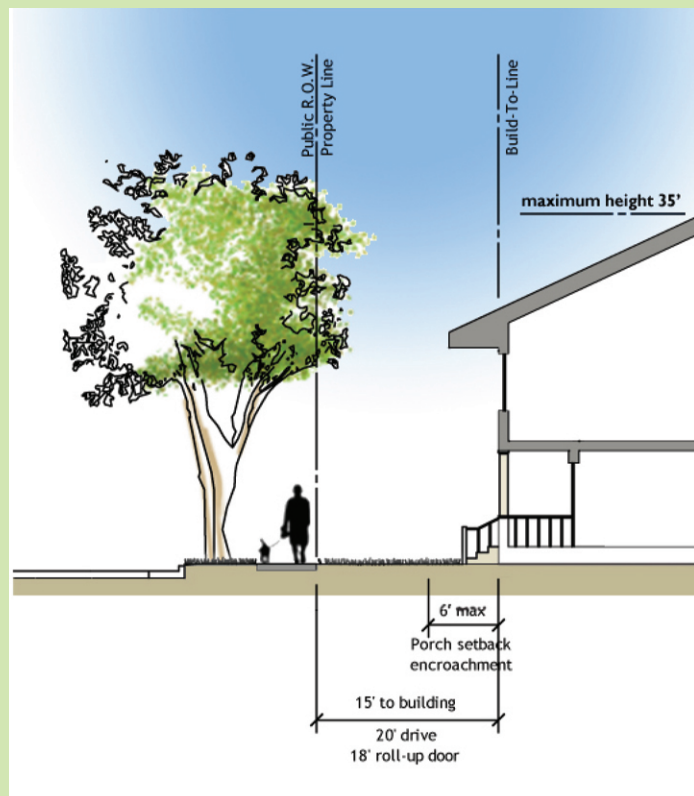 Public R.O.W.
Property Line
Build-To-Line
maximum height 35'
6' max
Porch setback
encroachment
15' to building
20' drive
18' roll-up door